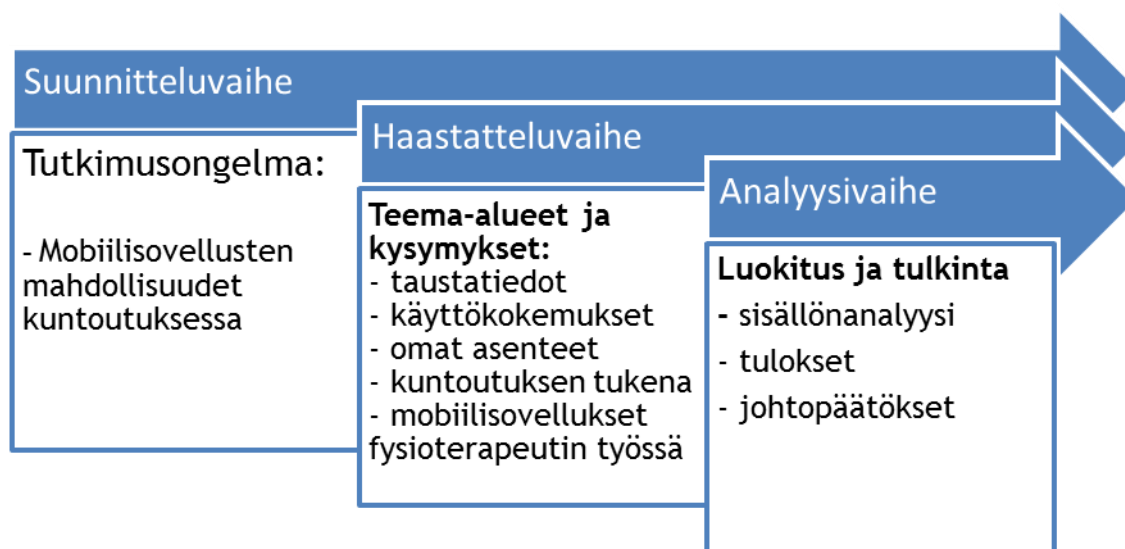 Suunnitteluvaihe
Tutkimusongelma:
- Mobiilisovellusten
mahdollisuudet
kuntoutuksessa
Haastatteluvaihe
Teema-alueet ja
kysymykset:
- taustatiedot
- käyttökokemukset
- omat asenteet
- kuntoutuksen tukena
- mobiilisovellukset
fysioterapeutin työssä
Analyysivaihe
Luokitus ja tulkinta
- sisällönanalyysi
- tulokset
- johtopäätökset